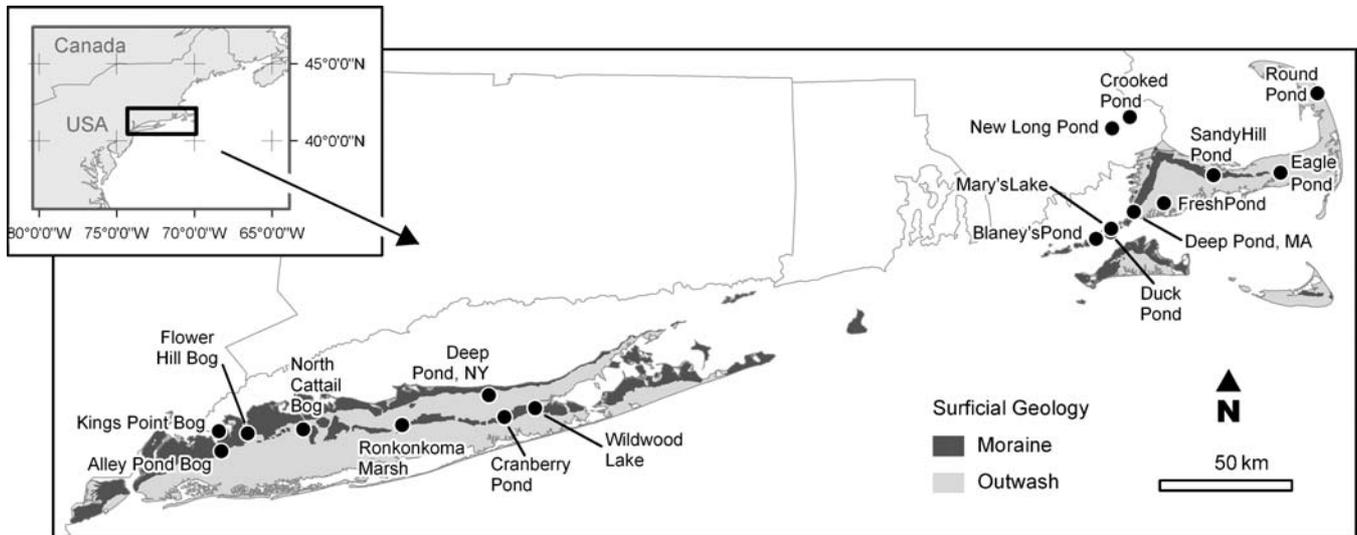 Canada
USA
45°0'0"N
40°0'0"N
80°0'0"W
75°0'0"W
70°0'0"W
65°0'0"W
Crooked
Pond
Round
Pond
New Long Pond
SandyHill
Pond
Eagle
Pond
Mary'sLake
FreshPond
Blaney'sPond
Deep Pond, MA
Duck
Pond
Flower
Hill Bog
North
Cattail
Bog
Deep
Pond, NY
Kings Point Bog
Alley Pond Bog
Ronkonkoma
Marsh
Cranberry
Pond
Wildwood
Lake
Surficial Geology
Moraine
Outwash
N
50 km